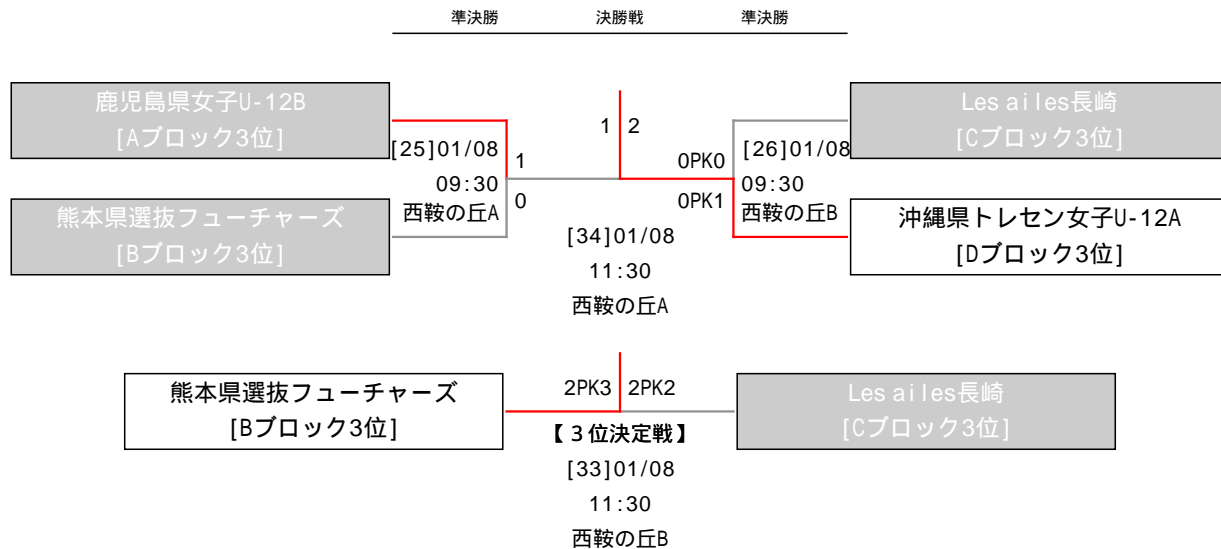 準決勝 決勝戦 準決勝
鹿児島県女子U-12B
[Aブロック3位]
Les ailes長崎
[Cブロック3位]
1 2
[25]01/08
09:30
西鞍の丘A
1
0
0PK0
0PK1
[26]01/08
09:30
西鞍の丘B
熊本県選抜フューチャーズ
[Bブロック3位]
沖縄県トレセン女子U-12A
[Dブロック3位]
[34]01/08
11:30
西鞍の丘A
熊本県選抜フューチャーズ
[Bブロック3位]
2PK3 2PK2
Les ailes長崎
[Cブロック3位]
【３位決定戦】
[33]01/08
11:30
西鞍の丘B